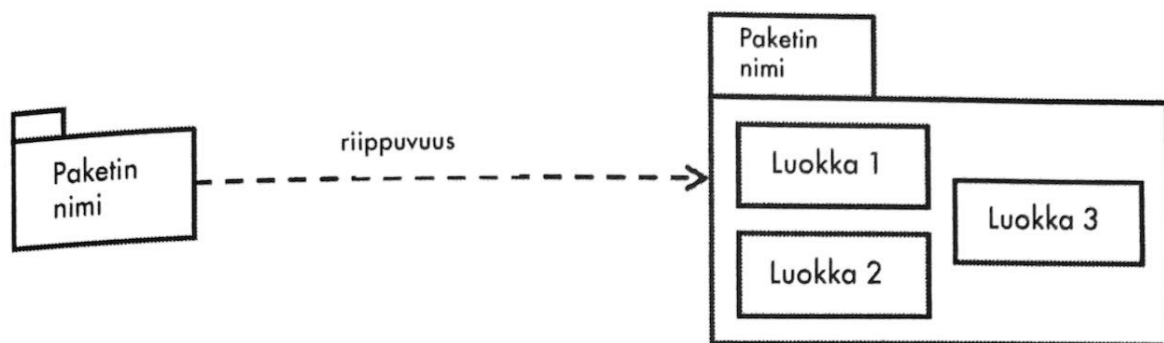 Paketin
nimi
riippuvuus
Paketin
nimi
Luokka 1
Luokka 2
Luokka 3